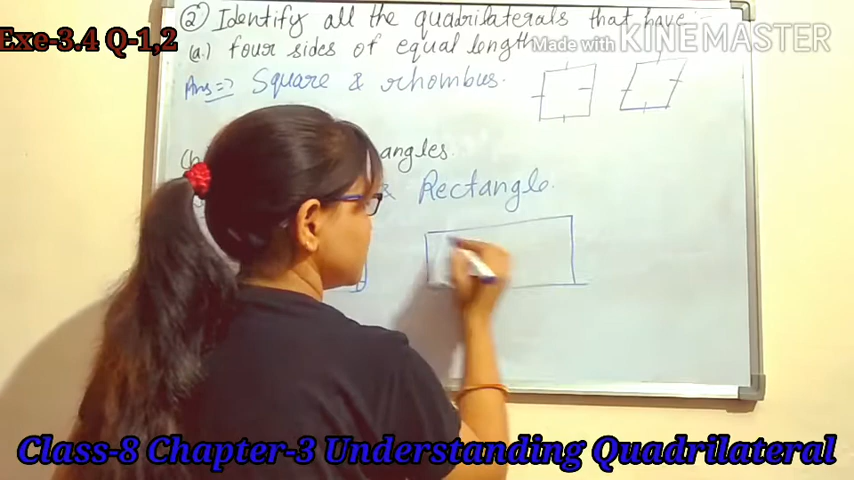 ② Identify all the quadrilaterals that have :-
Exe-3.4 Q-1,2
(a.) four sides of equal length
Made with KINEMASTER
Ans => Square & rhombus.
angles.
& Rectangle.
Class-8 Chapter-3 Understanding Quadrilateral